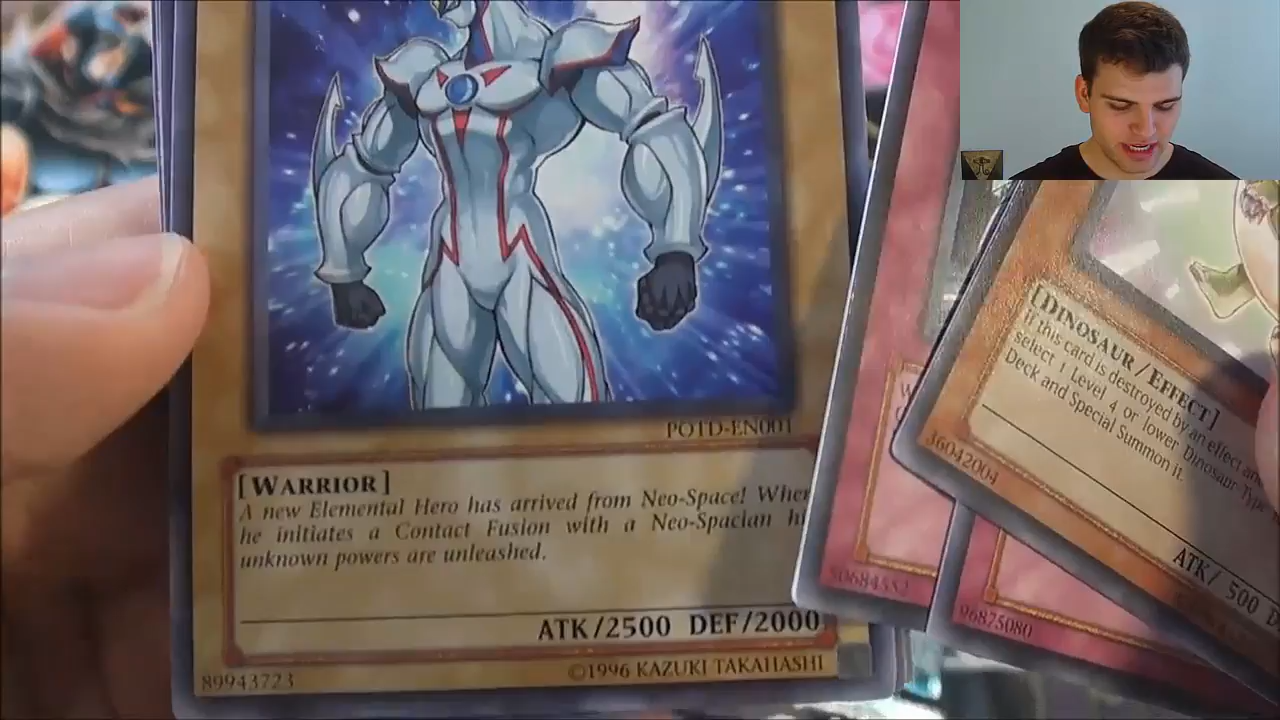 POTD-EN001
[WARRIOR]
A new Elemental Hero has arrived from Neo-Space! When
he initiates a Contact Fusion with a Neo-Spacian
unknown powers are unleashed.
ATK/2500 DEF/2000
89943723
©1996 KAZUKI TAKAHASHI
50684552
96875080
[DINOSAUR/EFFECT]
If this card is destroyed by an effect and
select 1 Level 4 or lower Dinosaur-Type
Deck and Special Summon it.
36042004
ATK/ 500 D